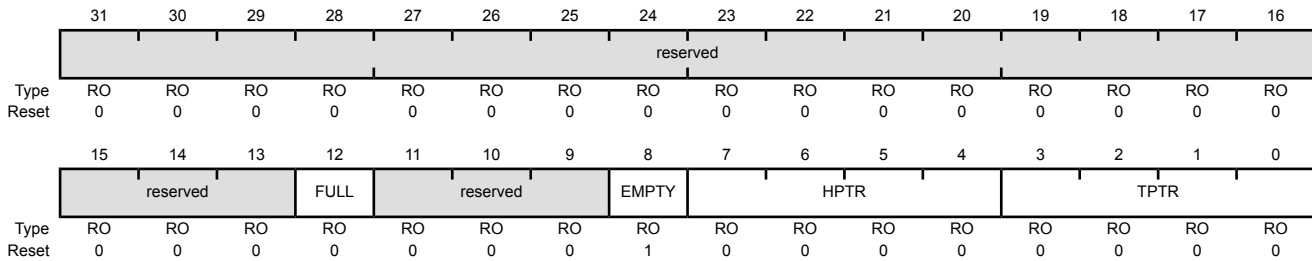 31 30 29 28 27 26 25 24 23 22 21 20 19 18 17 16
reserved
Type RO RO RO RO RO RO RO RO RO RO RO RO RO RO RO RO
Reset 0 0 0 0 0 0 0 0 0 0 0 0 0 0 0 0
15 14 13 12 11 10 9 8 7 6 5 4 3 2 1 0
reserved FULL reserved EMPTY HPTR TPTR
Type RO RO RO RO RO RO RO RO RO RO RO RO RO RO RO RO
Reset 0 0 0 0 0 0 0 1 0 0 0 0 0 0 0 0